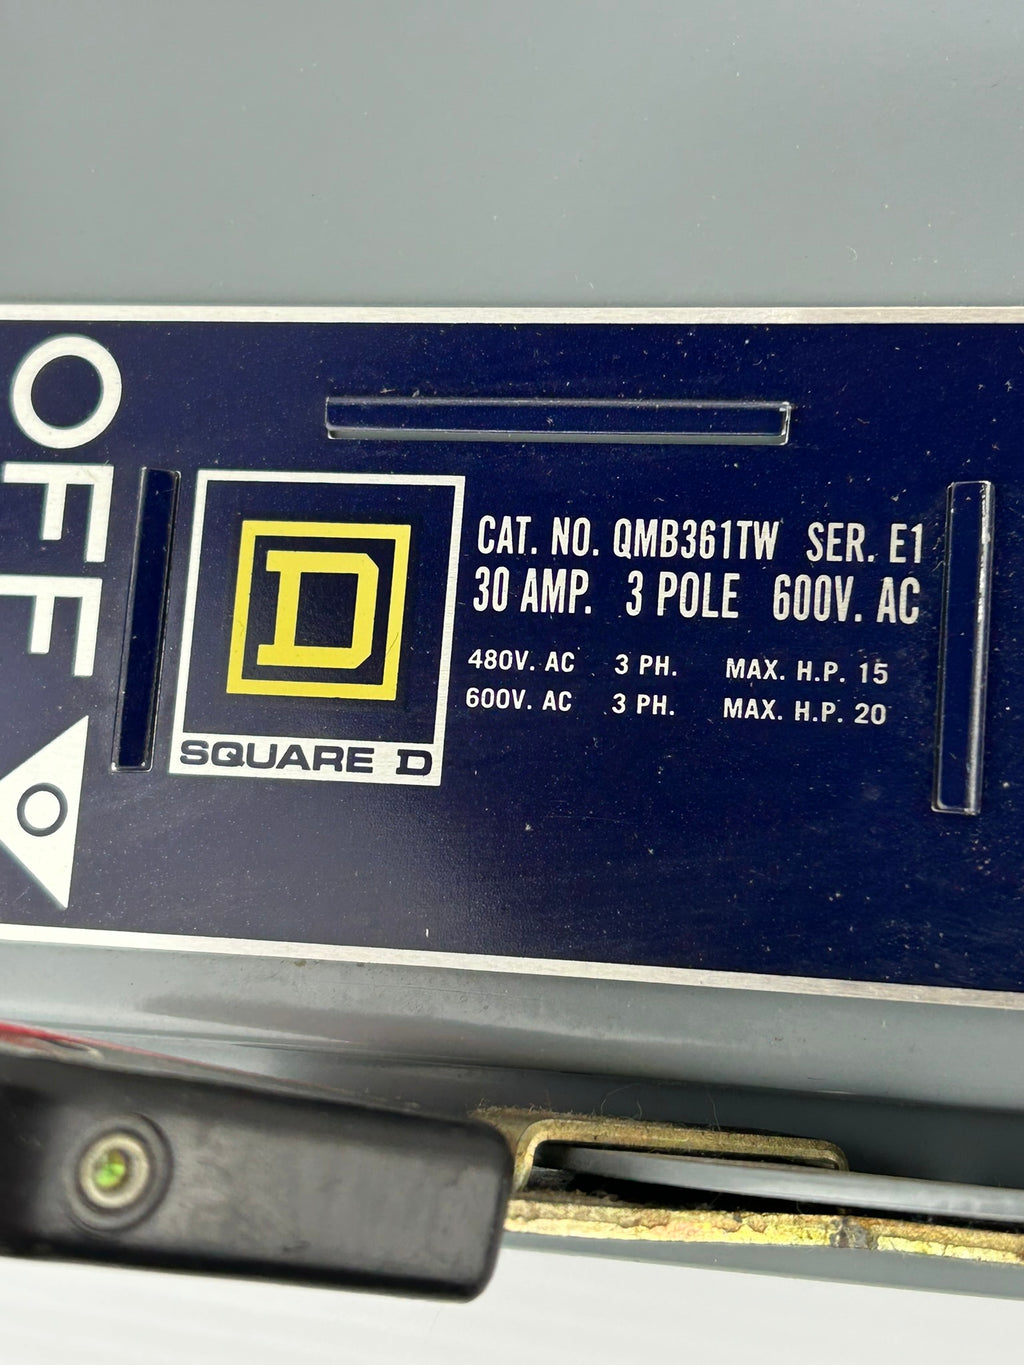 OFF
D
SQUARE D
CAT. NO. QMB361TW SER. E1
30 AMP. 3 POLE 600V. AC
480V. AC 3 PH. MAX. H.P. 15
600V. AC 3 PH. MAX. H.P. 20